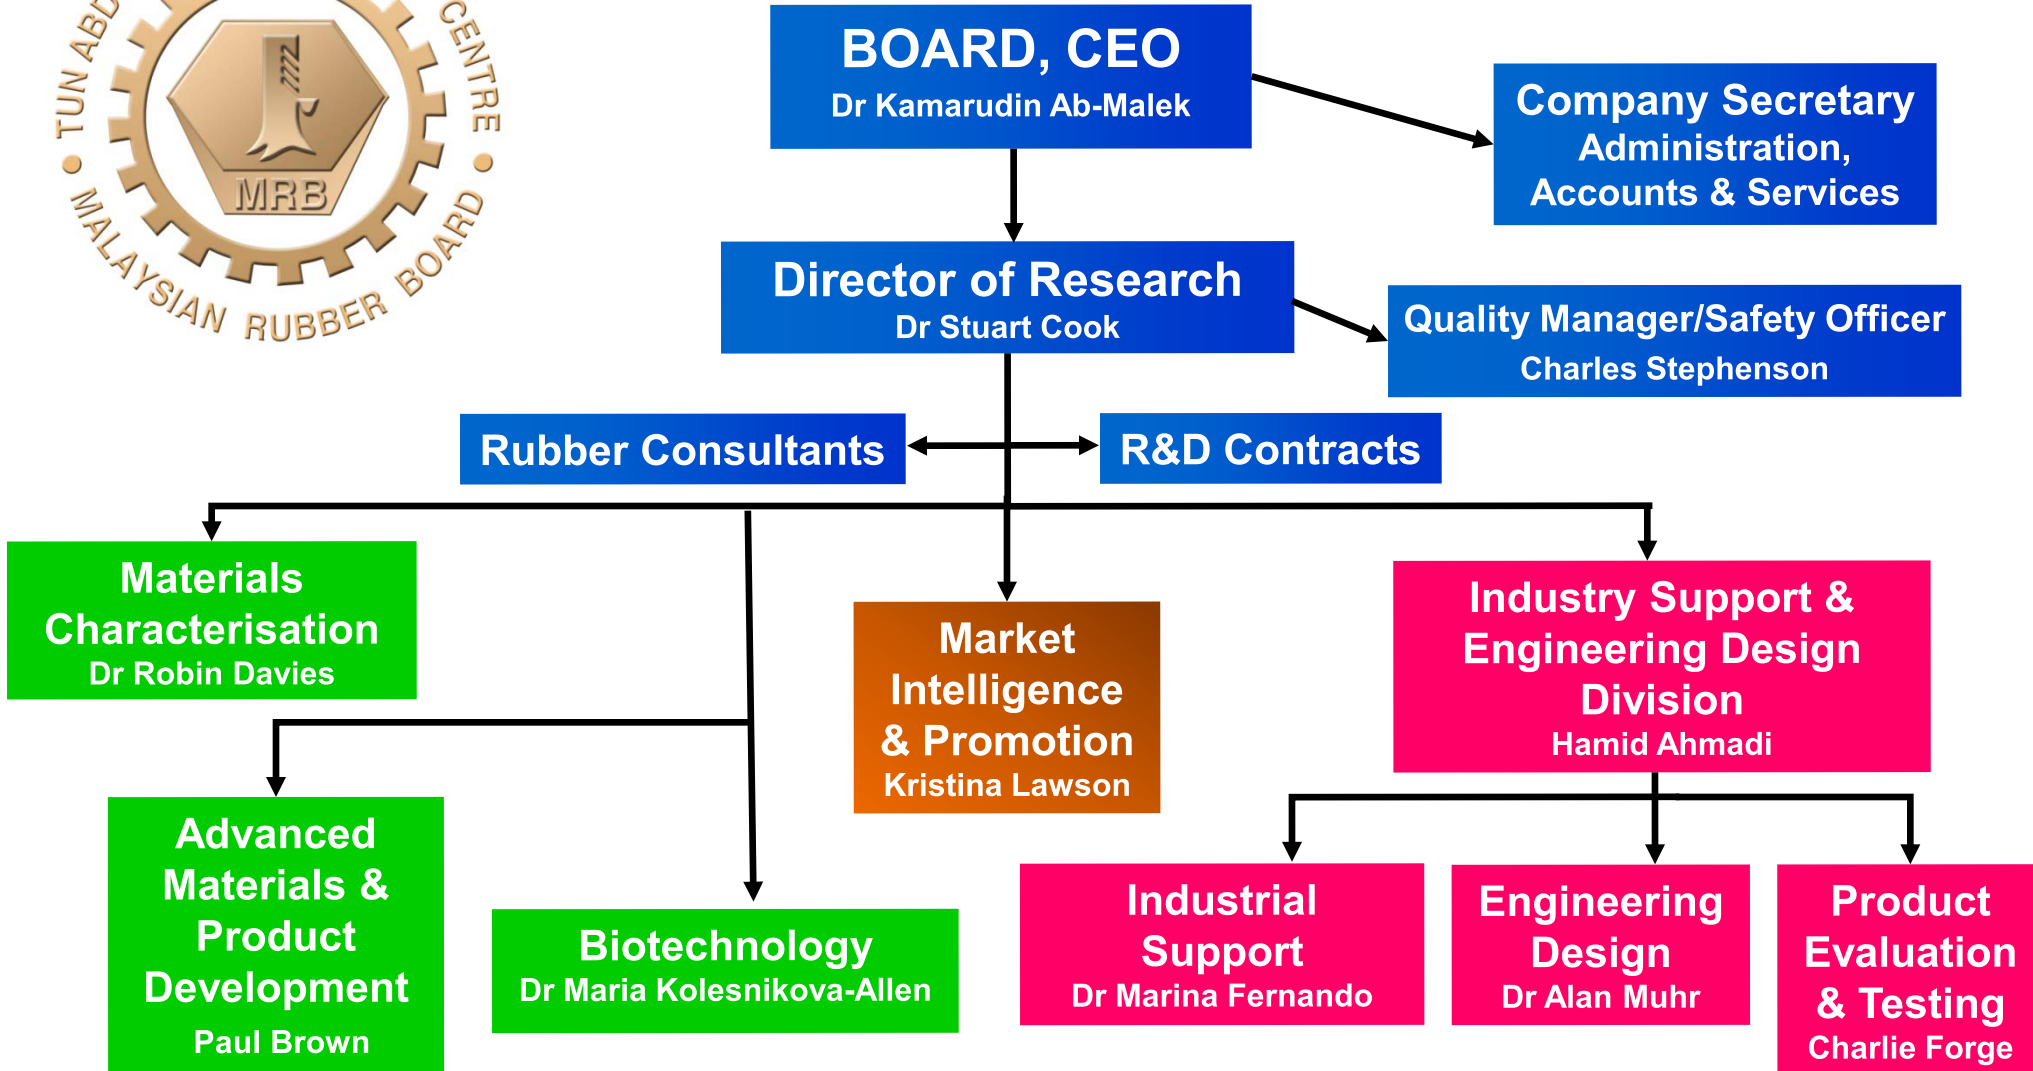 TUN ABD
CENTRE
MRB
MALAYSIAN RUBBER BOARD
BOARD, CEO
Dr Kamarudin Ab-Malek
Company Secretary
Administration,
Accounts & Services
Director of Research
Dr Stuart Cook
Quality Manager/Safety Officer
Charles Stephenson
Rubber Consultants
R&D Contracts
Materials
Characterisation
Dr Robin Davies
Market
Intelligence
& Promotion
Kristina Lawson
Industry Support &
Engineering Design
Division
Hamid Ahmadi
Advanced
Materials &
Product
Development
Paul Brown
Biotechnology
Dr Maria Kolesnikova-Allen
Industrial
Support
Dr Marina Fernando
Engineering
Design
Dr Alan Muhr
Product
Evaluation
& Testing
Charlie Forge